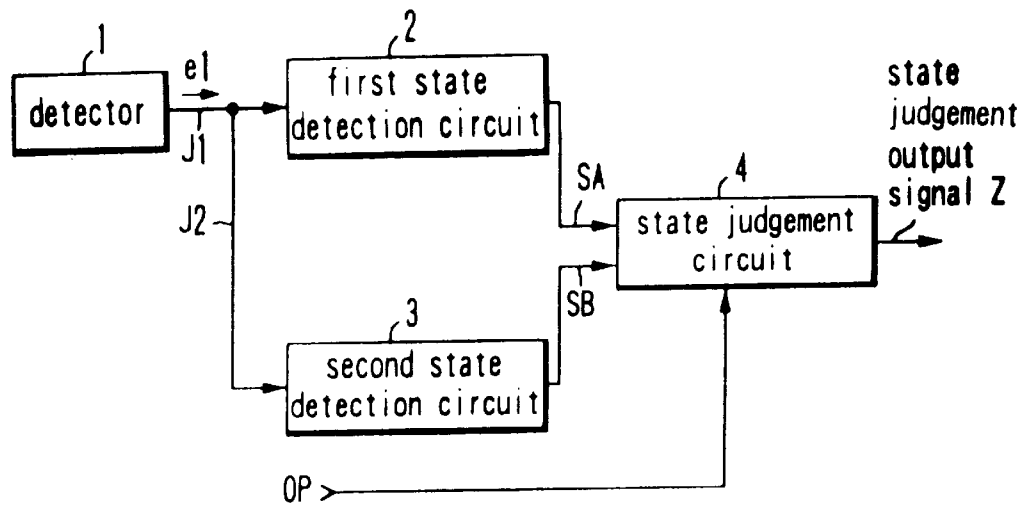 1
detector
e1
J1
2
first state
detection circuit
J2
3
second state
detection circuit
SA
SB
4
state judgement
circuit
state
judgement
output
signal Z
OP